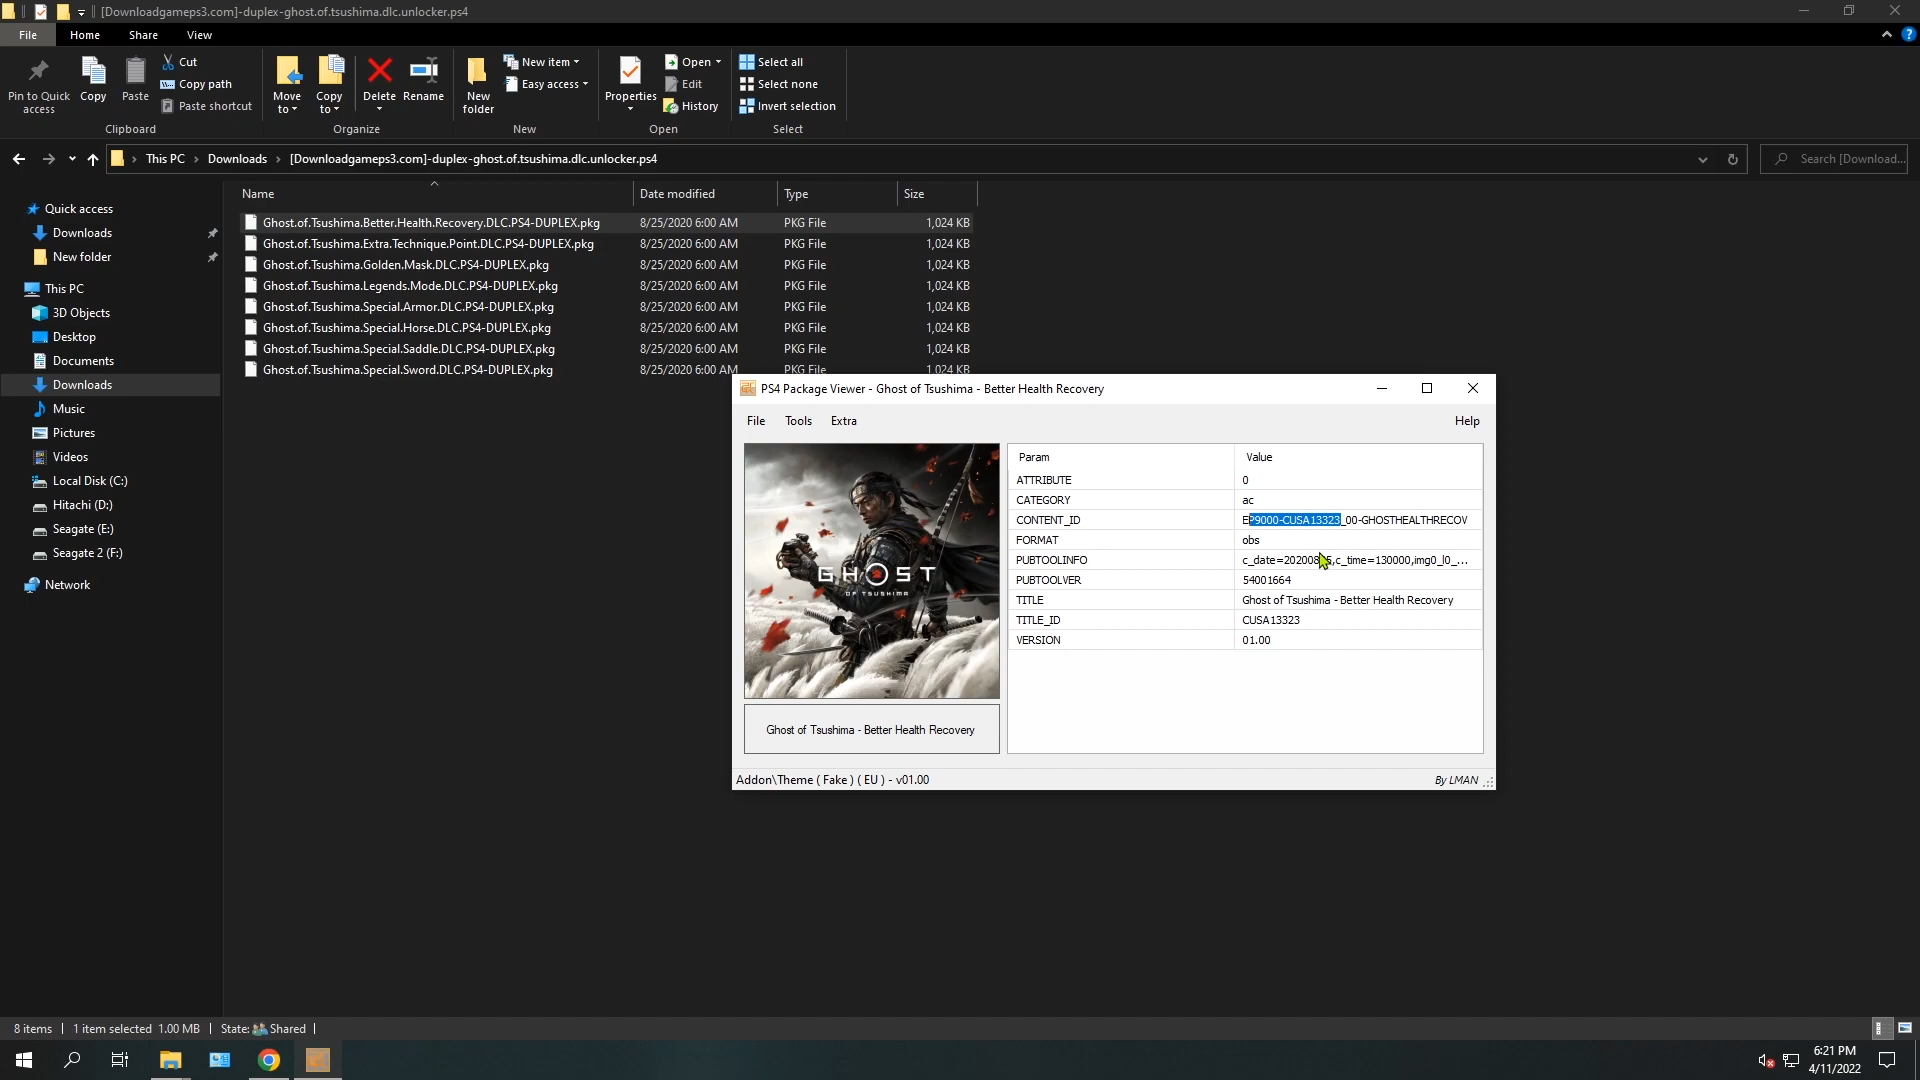 [Downloadgameps3.com]-duplex-ghost.of.tsushima.dlc.unlocker.ps4
File Home Share View
Pin to Quick access
Copy
Paste
Cut
Copy path
Paste shortcut
Move to
Copy to
Delete
Rename
New folder
New item
Easy access
Properties
Open
Edit
History
Select all
Select none
Invert selection
Clipboard Organize New Open Select
This PC Downloads [Downloadgameps3.com]-duplex-ghost.of.tsushima.dlc.unlocker.ps4
Search [Download...
Quick access
Downloads
New folder
This PC
3D Objects
Desktop
Documents
Downloads
Music
Pictures
Videos
Local Disk (C:)
Hitachi (D:)
Seagate (E:)
Seagate 2 (F:)
Network
Name Date modified Type Size
Ghost.of.Tsushima.Better.Health.Recovery.DLC.PS4-DUPLEX.pkg 8/25/2020 6:00 AM PKG File 1,024 KB
Ghost.of.Tsushima.Extra.Technique.Point.DLC.PS4-DUPLEX.pkg 8/25/2020 6:00 AM PKG File 1,024 KB
Ghost.of.Tsushima.Golden.Mask.DLC.PS4-DUPLEX.pkg 8/25/2020 6:00 AM PKG File 1,024 KB
Ghost.of.Tsushima.Legends.Mode.DLC.PS4-DUPLEX.pkg 8/25/2020 6:00 AM PKG File 1,024 KB
Ghost.of.Tsushima.Special.Armor.DLC.PS4-DUPLEX.pkg 8/25/2020 6:00 AM PKG File 1,024 KB
Ghost.of.Tsushima.Special.Horse.DLC.PS4-DUPLEX.pkg 8/25/2020 6:00 AM PKG File 1,024 KB
Ghost.of.Tsushima.Special.Saddle.DLC.PS4-DUPLEX.pkg 8/25/2020 6:00 AM PKG File 1,024 KB
Ghost.of.Tsushima.Special.Sword.DLC.PS4-DUPLEX.pkg 8/25/2020 6:00 AM PKG File 1,024 KB
PS4 Package Viewer - Ghost of Tsushima - Better Health Recovery
File Tools Extra Help
GHOST
OF TSUSHIMA
Ghost of Tsushima - Better Health Recovery
Param Value
ATTRIBUTE 0
CATEGORY ac
CONTENT_ID EP9000-CUSA13323_00-GHOSTHEALTHRECOV
FORMAT obs
PUBTOOLINFO c_date=20200825,c_time=130000,img0_l0_...
PUBTOOLVER 54001664
TITLE Ghost of Tsushima - Better Health Recovery
TITLE_ID CUSA13323
VERSION 01.00
Addon\Theme ( Fake ) ( EU ) - v01.00 By LMAN
8 items 1 item selected 1.00 MB State: Shared
6:21 PM
4/11/2022